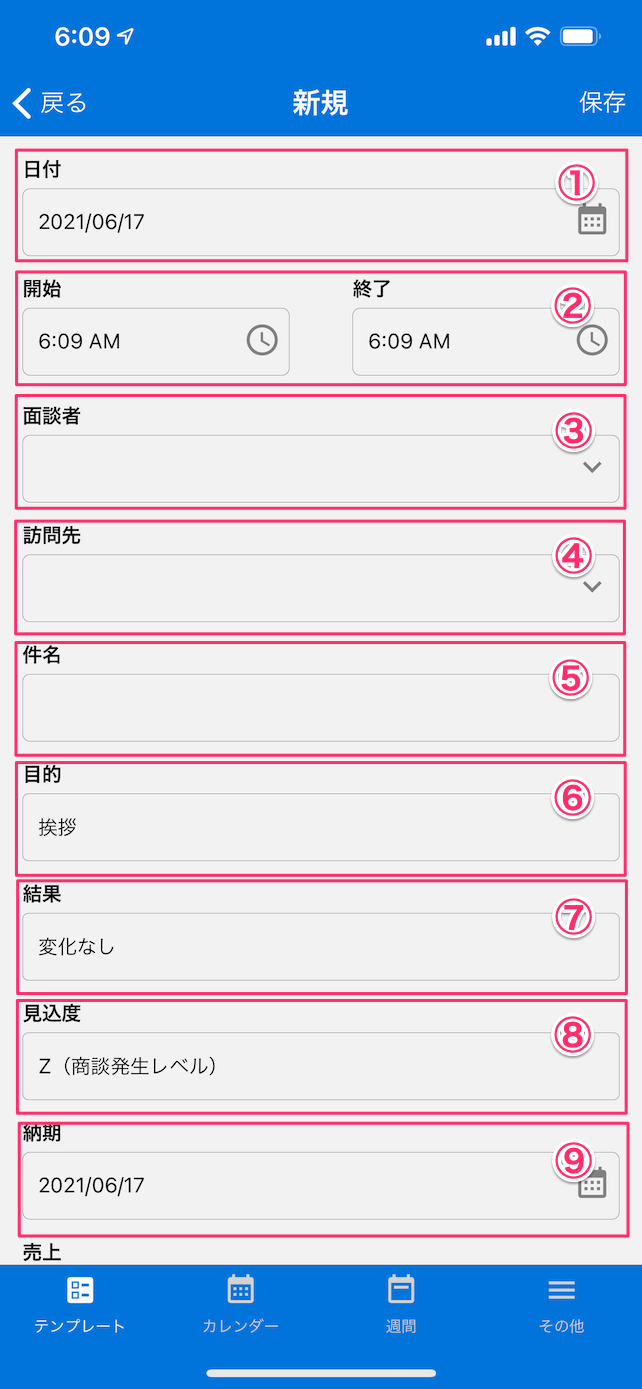 6:09
戻る 新規 保存
日付 ①
2021/06/17
開始 終了 ②
6:09 AM 6:09 AM
面談者 ③
訪問先 ④
件名 ⑤
目的 ⑥
挨拶
結果 ⑦
変化なし
見込度 ⑧
Z（商談発生レベル）
納期 ⑨
2021/06/17
売上
テンプレート カレンダー 週間 その他